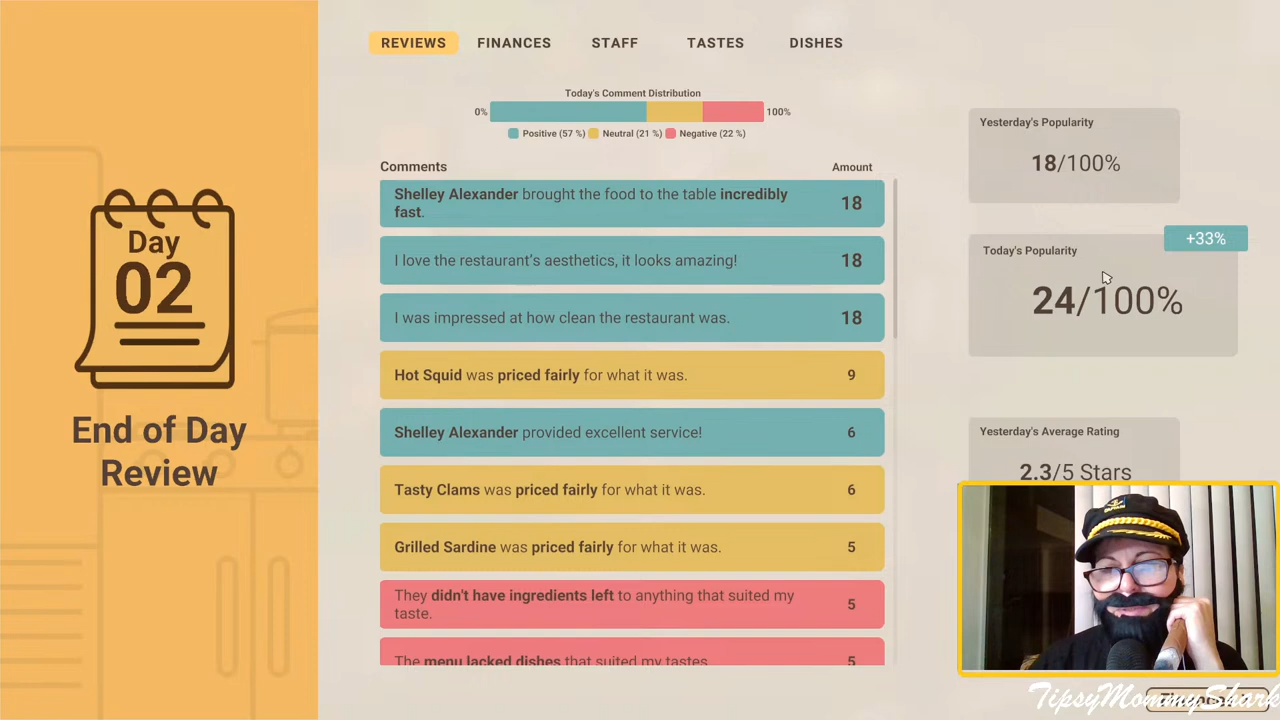 REVIEWS FINANCES STAFF TASTES DISHES
Today's Comment Distribution
0% 100%
Positive (57 %) Neutral (21 %) Negative (22 %)
Comments Amount
Shelley Alexander brought the food to the table incredibly
fast. 18
I love the restaurant's aesthetics, it looks amazing! 18
I was impressed at how clean the restaurant was. 18
Hot Squid was priced fairly for what it was. 9
Shelley Alexander provided excellent service! 6
Tasty Clams was priced fairly for what it was. 6
Grilled Sardine was priced fairly for what it was. 5
They didn't have ingredients left to anything that suited my
taste. 5
The menu lacked dishes that suited my tastes. 5
Day
02
End of Day
Review
Yesterday's Popularity
18/100%
+33%
Today's Popularity
24/100%
Yesterday's Average Rating
2.3/5 Stars
TipsyMommyShark